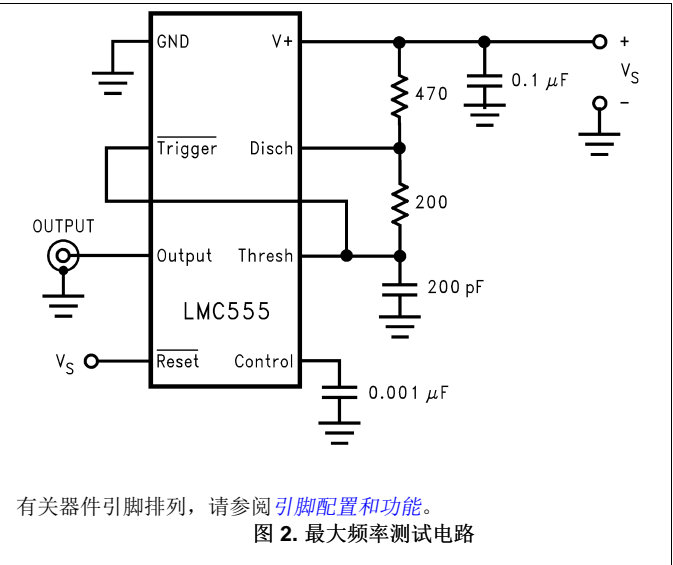 GND V+
+
0.1 μF
VS
470
−
Trigger Disch
200
OUTPUT
Output Thresh
200 pF
LMC555
VS
Reset Control
0.001 μF
有关器件引脚排列，请参阅引脚配置和功能。
图 2. 最大频率测试电路